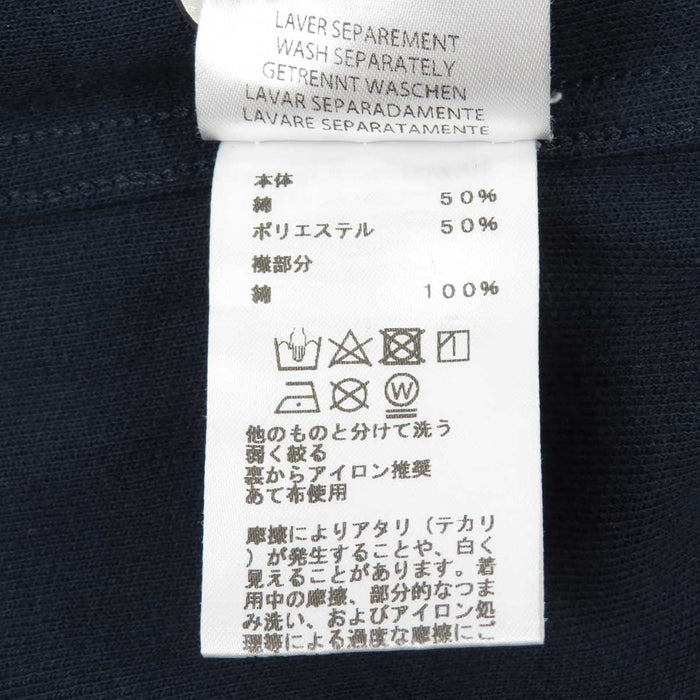 LAVER SEPAREMENT
WASH SEPARATELY
GETRENNT WASCHEN
LAVAR SEPARADAMENTE
LAVARE SEPARATAMENTE
本体
綿 50%
ポリエステル 50%
襟部分
綿 100%
W
他のものと分けて洗う
弱く絞る
裏からアイロン推奨
あて布使用
摩擦によりアタリ(テカリ
)が発生することや、白く
見えることがあります。着
用中の摩擦、部分的なつま
み洗い、およびアイロン処
理等による過度な摩擦にご